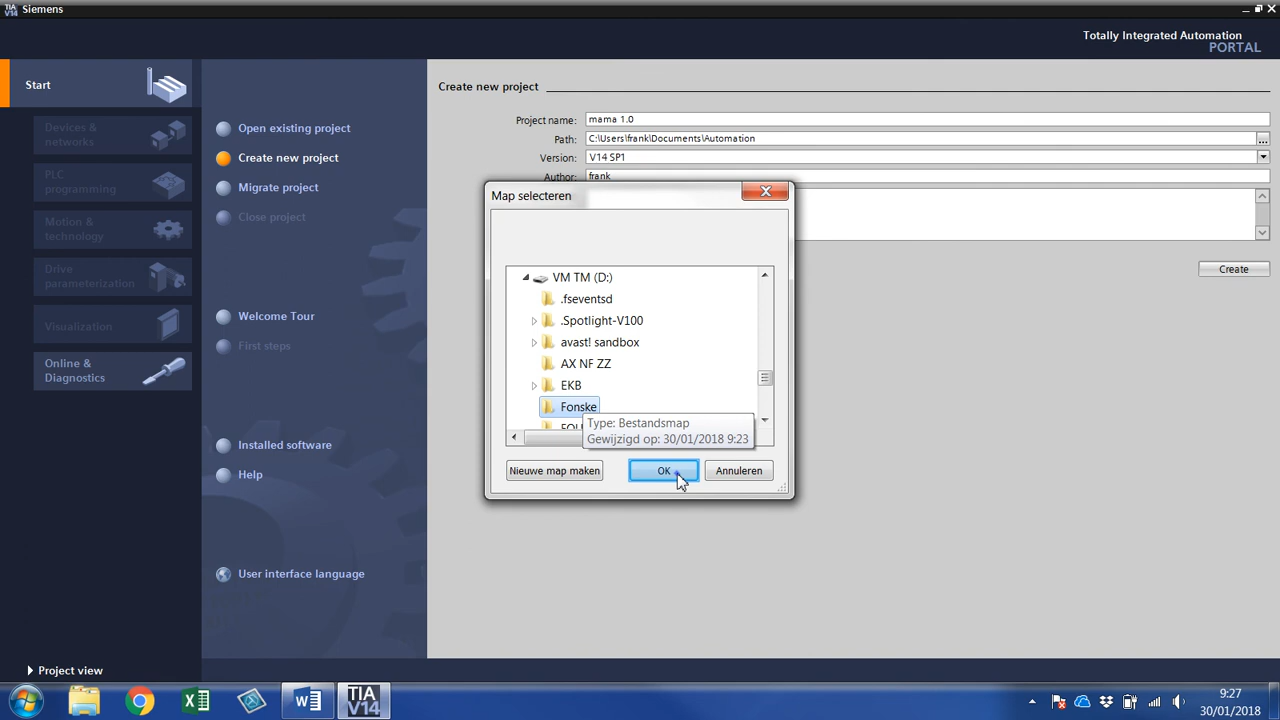 TIA V14 Siemens
Totally Integrated Automation
PORTAL
Start
Devices & networks
PLC programming
Motion & technology
Drive parameterization
Visualization
Online & Diagnostics
Open existing project
Create new project
Migrate project
Close project
Welcome Tour
First steps
Installed software
Help
User interface language
Project view
Create new project
Project name: mama 1.0
Path: C:\Users\frank\Documents\Automation ...
Version: V14 SP1
Author: frank
Create
Map selecteren
VM TM (D:)
.fseventsd
.Spotlight-V100
avast! sandbox
AX NF ZZ
EKB
Fonske
Type: Bestandsmap
Gewijzigd op: 30/01/2018 9:23
Nieuwe map maken OK Annuleren
TIA V14
9:27
30/01/2018